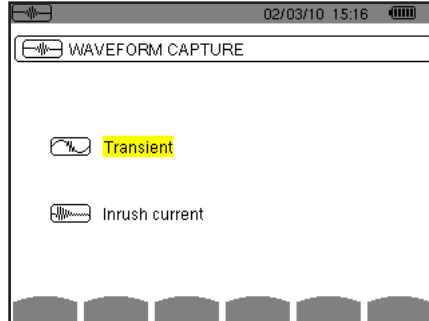 02/03/10 15:16
WAVEFORM CAPTURE
Transient
Inrush current